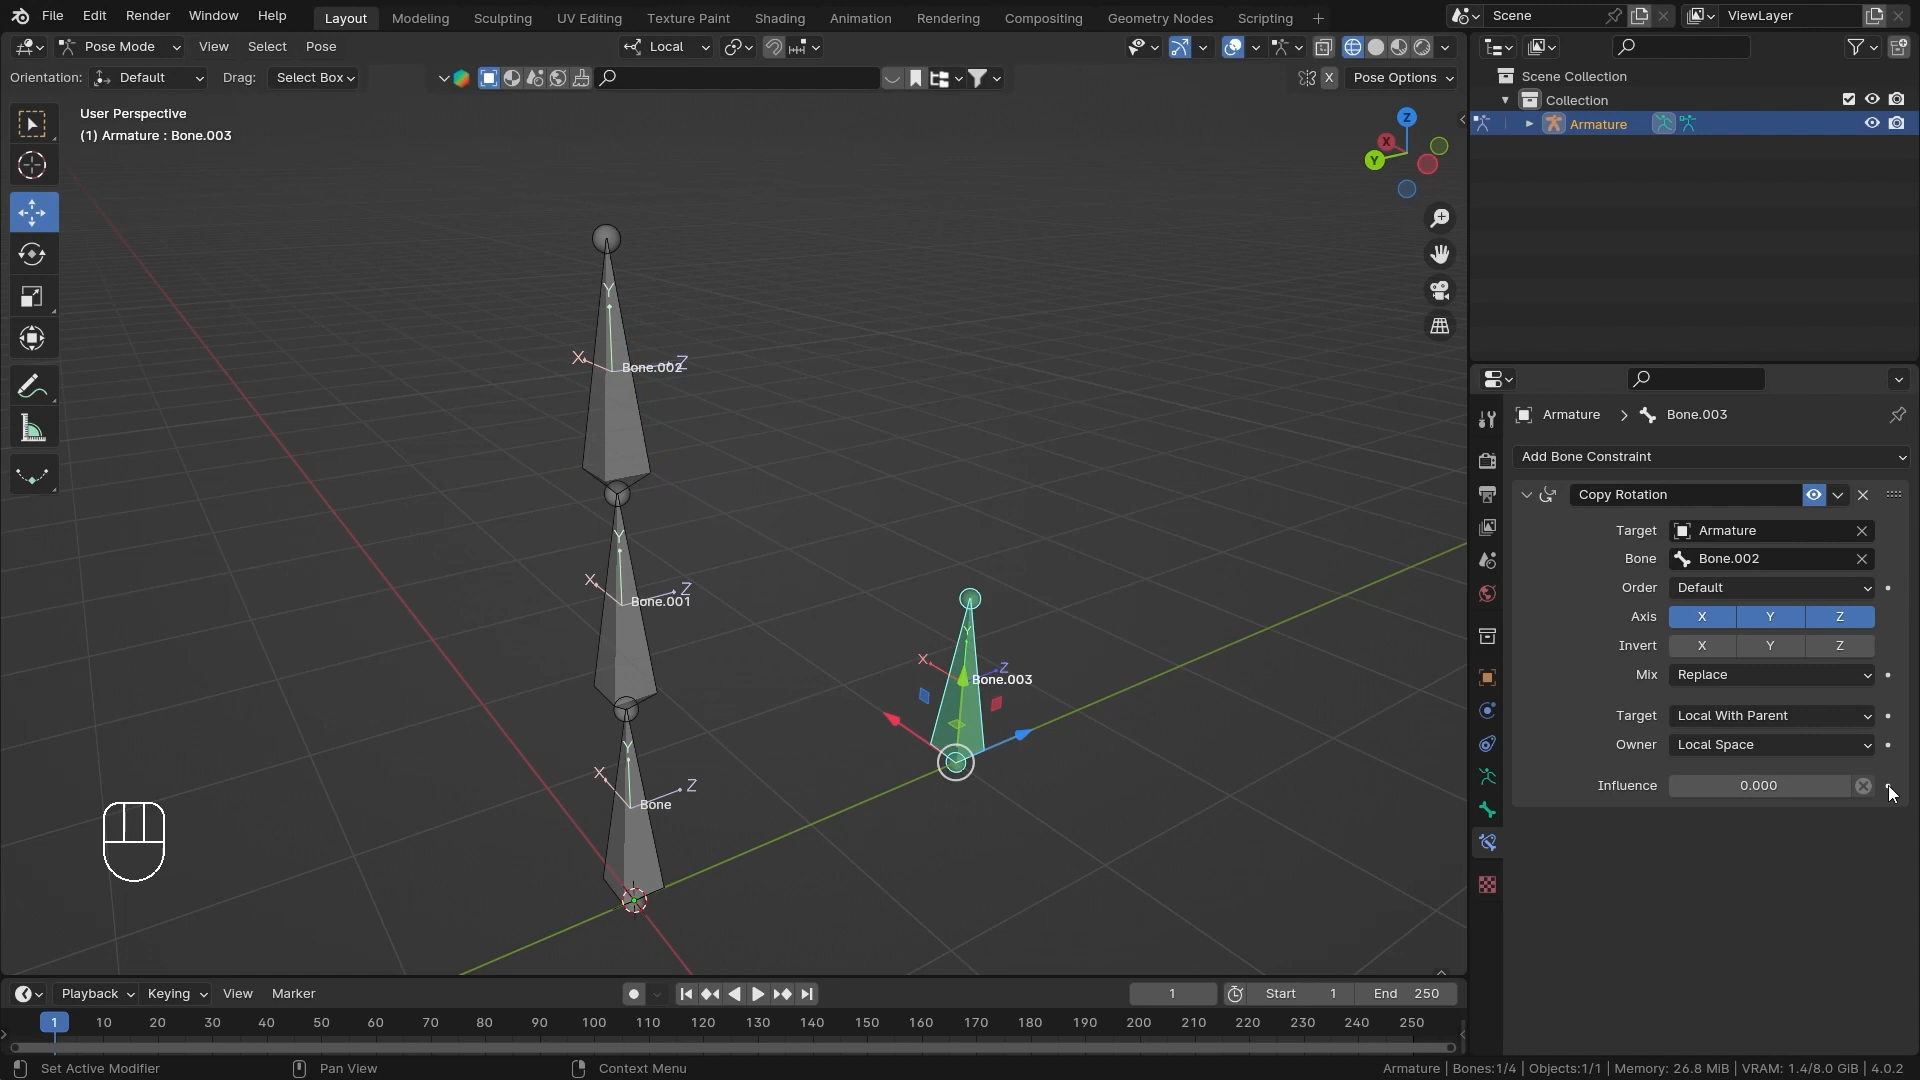 File Edit Render Window Help Layout Modeling Sculpting UV Editing Texture Paint Shading Animation Rendering Compositing Geometry Nodes Scripting + Scene ViewLayer
Pose Mode View Select Pose Local
Orientation: Default Drag: Select Box X Pose Options
User Perspective
(1) Armature : Bone.003
Z
X
Y
Y
X Bone.002 Z
Y
X Z
Bone.001
Y
X Z
Bone.003
Y
X Z
Bone
Scene Collection
Collection
Armature
Armature > Bone.003
Add Bone Constraint
Copy Rotation
Target Armature
Bone Bone.002
Order Default
Axis X Y Z
Invert X Y Z
Mix Replace
Target Local With Parent
Owner Local Space
Influence 0.000
Playback Keying View Marker 1 Start 1 End 250
1 10 20 30 40 50 60 70 80 90 100 110 120 130 140 150 160 170 180 190 200 210 220 230 240 250
Set Active Modifier Pan View Context Menu Armature | Bones:1/4 | Objects:1/1 | Memory: 26.8 MiB | VRAM: 1.4/8.0 GiB | 4.0.2